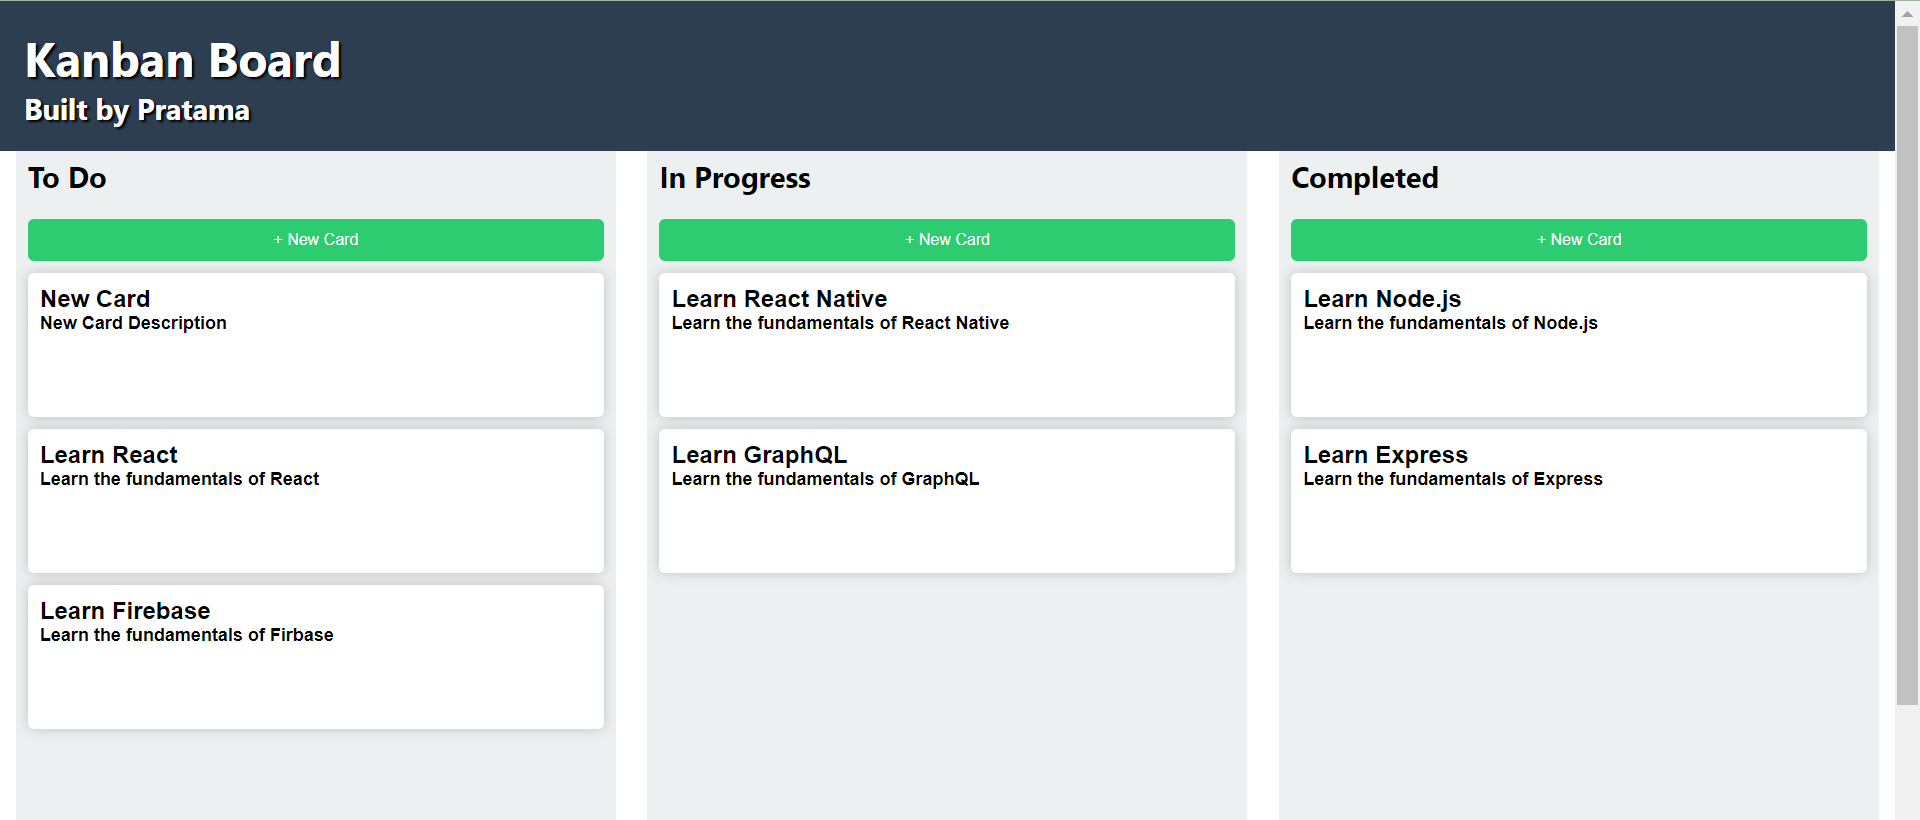 Kanban Board
Built by Pratama
To Do
+ New Card
New Card
New Card Description
Learn React
Learn the fundamentals of React
Learn Firebase
Learn the fundamentals of Firbase
In Progress
+ New Card
Learn React Native
Learn the fundamentals of React Native
Learn GraphQL
Learn the fundamentals of GraphQL
Completed
+ New Card
Learn Node.js
Learn the fundamentals of Node.js
Learn Express
Learn the fundamentals of Express